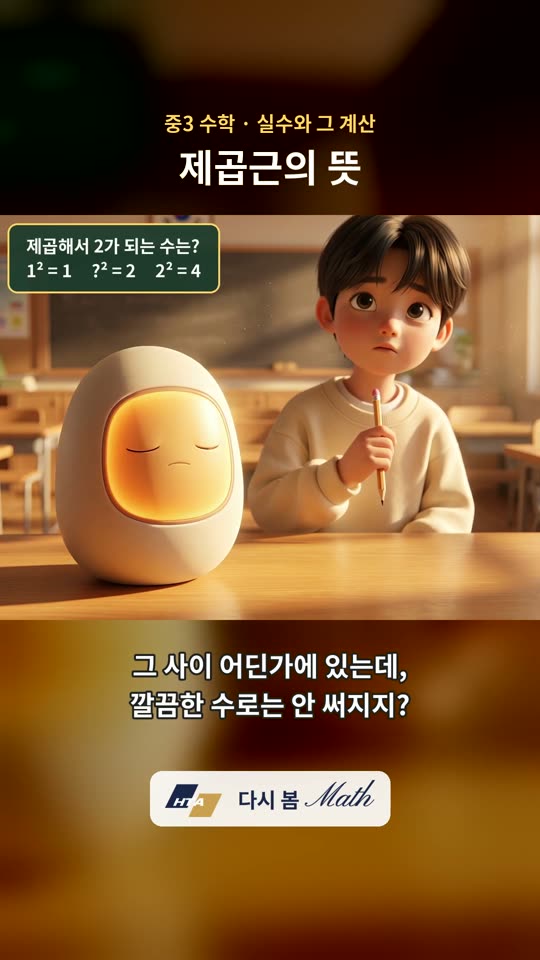 중3 수학 · 실수와 그 계산
제곱근의 뜻
제곱해서 2가 되는 수는?
1² = 1 ?² = 2 2² = 4
그 사이 어딘가에 있는데,
깔끔한 수로는 안 써지지?
HTA 다시 봄 Math